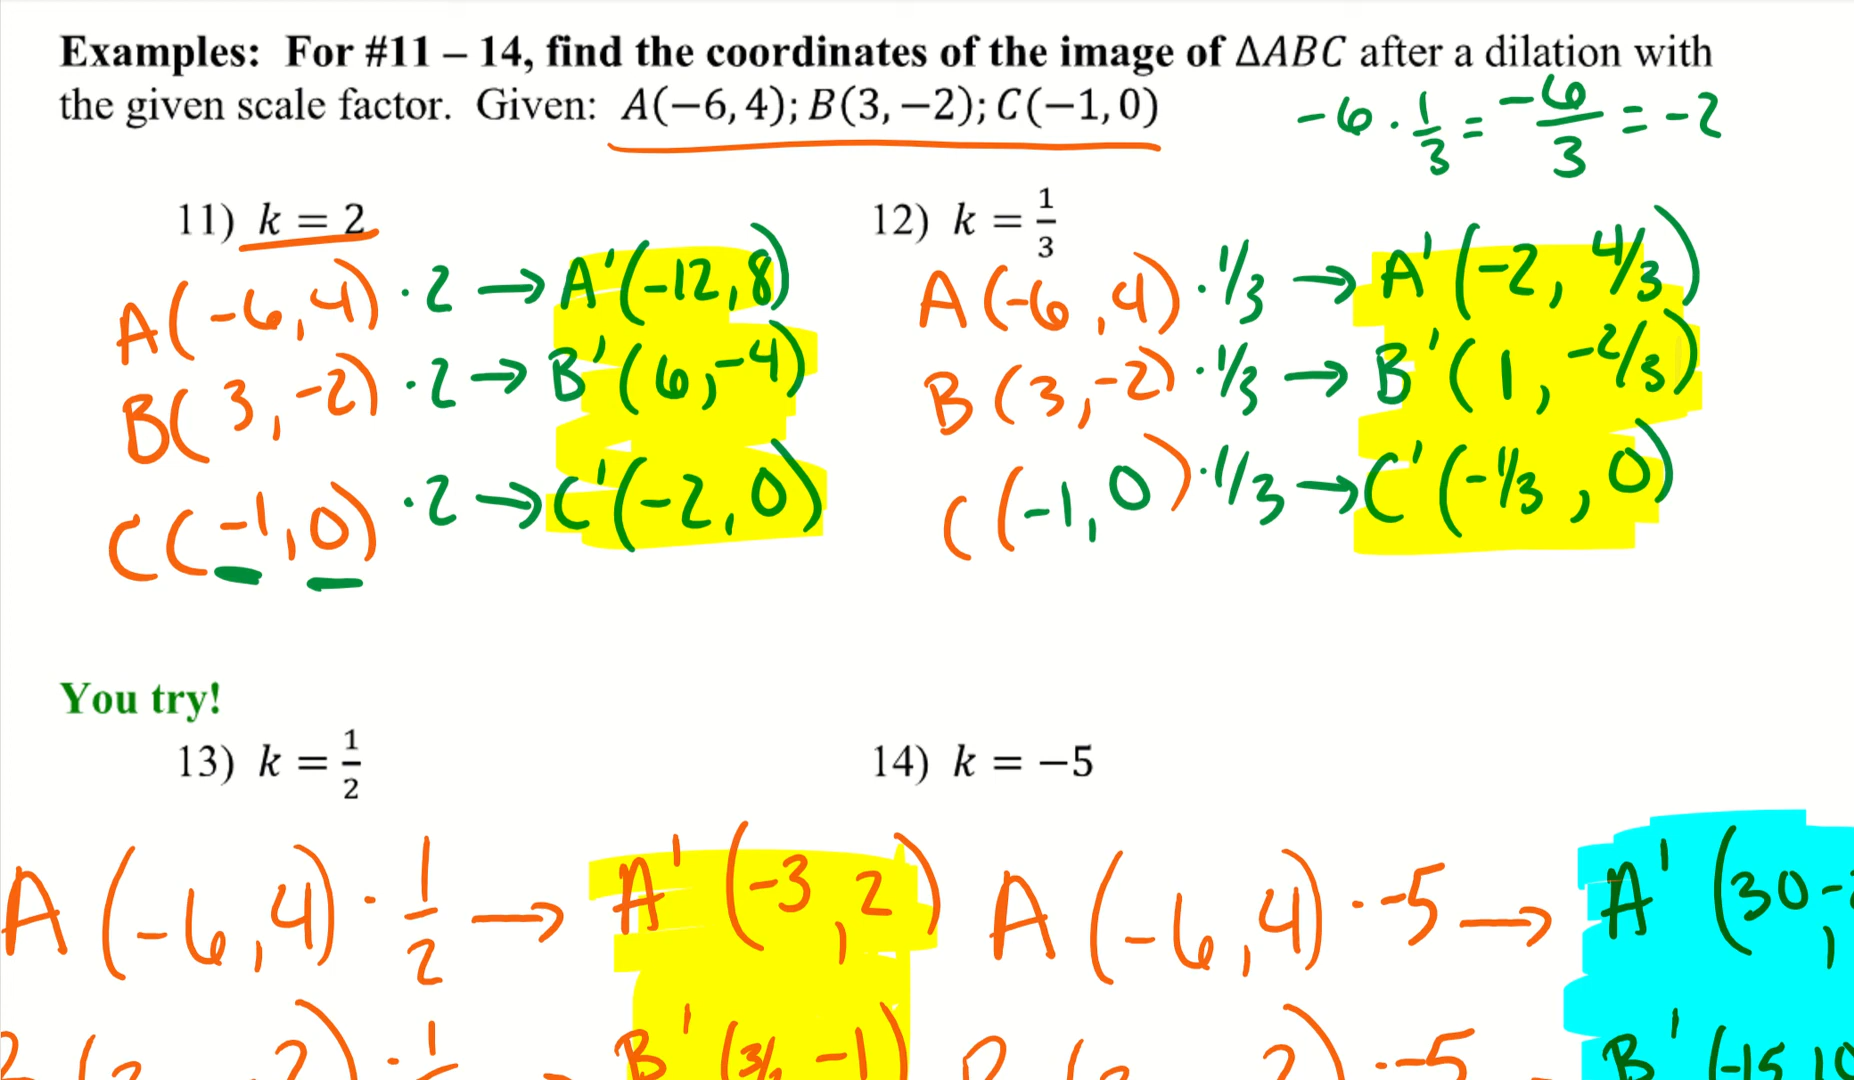 Examples: For #11 – 14, find the coordinates of the image of ΔABC after a dilation with
the given scale factor. Given: A(−6, 4); B(3, −2); C(−1, 0)
-6 · 1/3 = -6/3 = -2
11) k = 2
A(-6,4) · 2 → A'(-12,8)
B(3,-2) · 2 → B'(6,-4)
C(-1,0) · 2 → C'(-2,0)
12) k = 1/3
A(-6,4) · 1/3 → A'(-2, 4/3)
B(3,-2) · 1/3 → B'(1, -2/3)
C(-1,0) · 1/3 → C'(-1/3, 0)
You try!
13) k = 1/2
A(-6,4) · 1/2 → A'(-3,2)
B' ( -1)
14) k = −5
A(-6,4) · -5 → A'(30,-
· -5 B' (-15 10